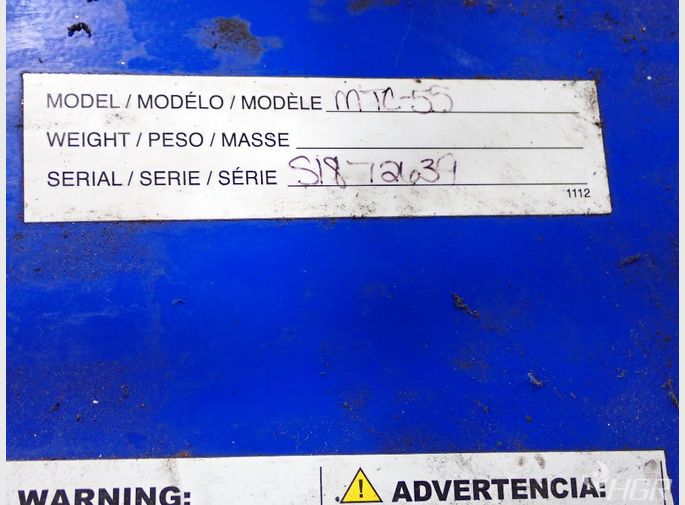 MODEL / MODÉLO / MODÈLE MTC-55
WEIGHT / PESO / MASSE
SERIAL / SERIE / SÉRIE S1872639
1112
WARNING: ADVERTENCIA:
HGR